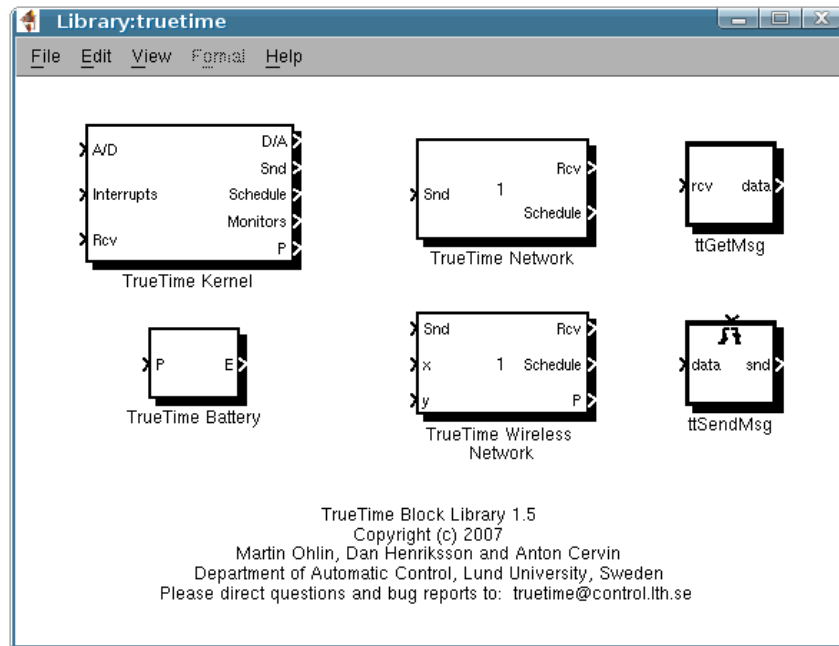 Library:truetime
File Edit View Format Help
A/D
Interrupts
Rcv
D/A
Snd
Schedule
Monitors
P
TrueTime Kernel
Snd
1
Rcv
Schedule
TrueTime Network
rcv data
ttGetMsg
P E
TrueTime Battery
Snd
x
y
1
Rcv
Schedule
P
TrueTime Wireless
Network
data snd
ttSendMsg
TrueTime Block Library 1.5
Copyright (c) 2007
Martin Ohlin, Dan Henriksson and Anton Cervin
Department of Automatic Control, Lund University, Sweden
Please direct questions and bug reports to: truetime@control.lth.se